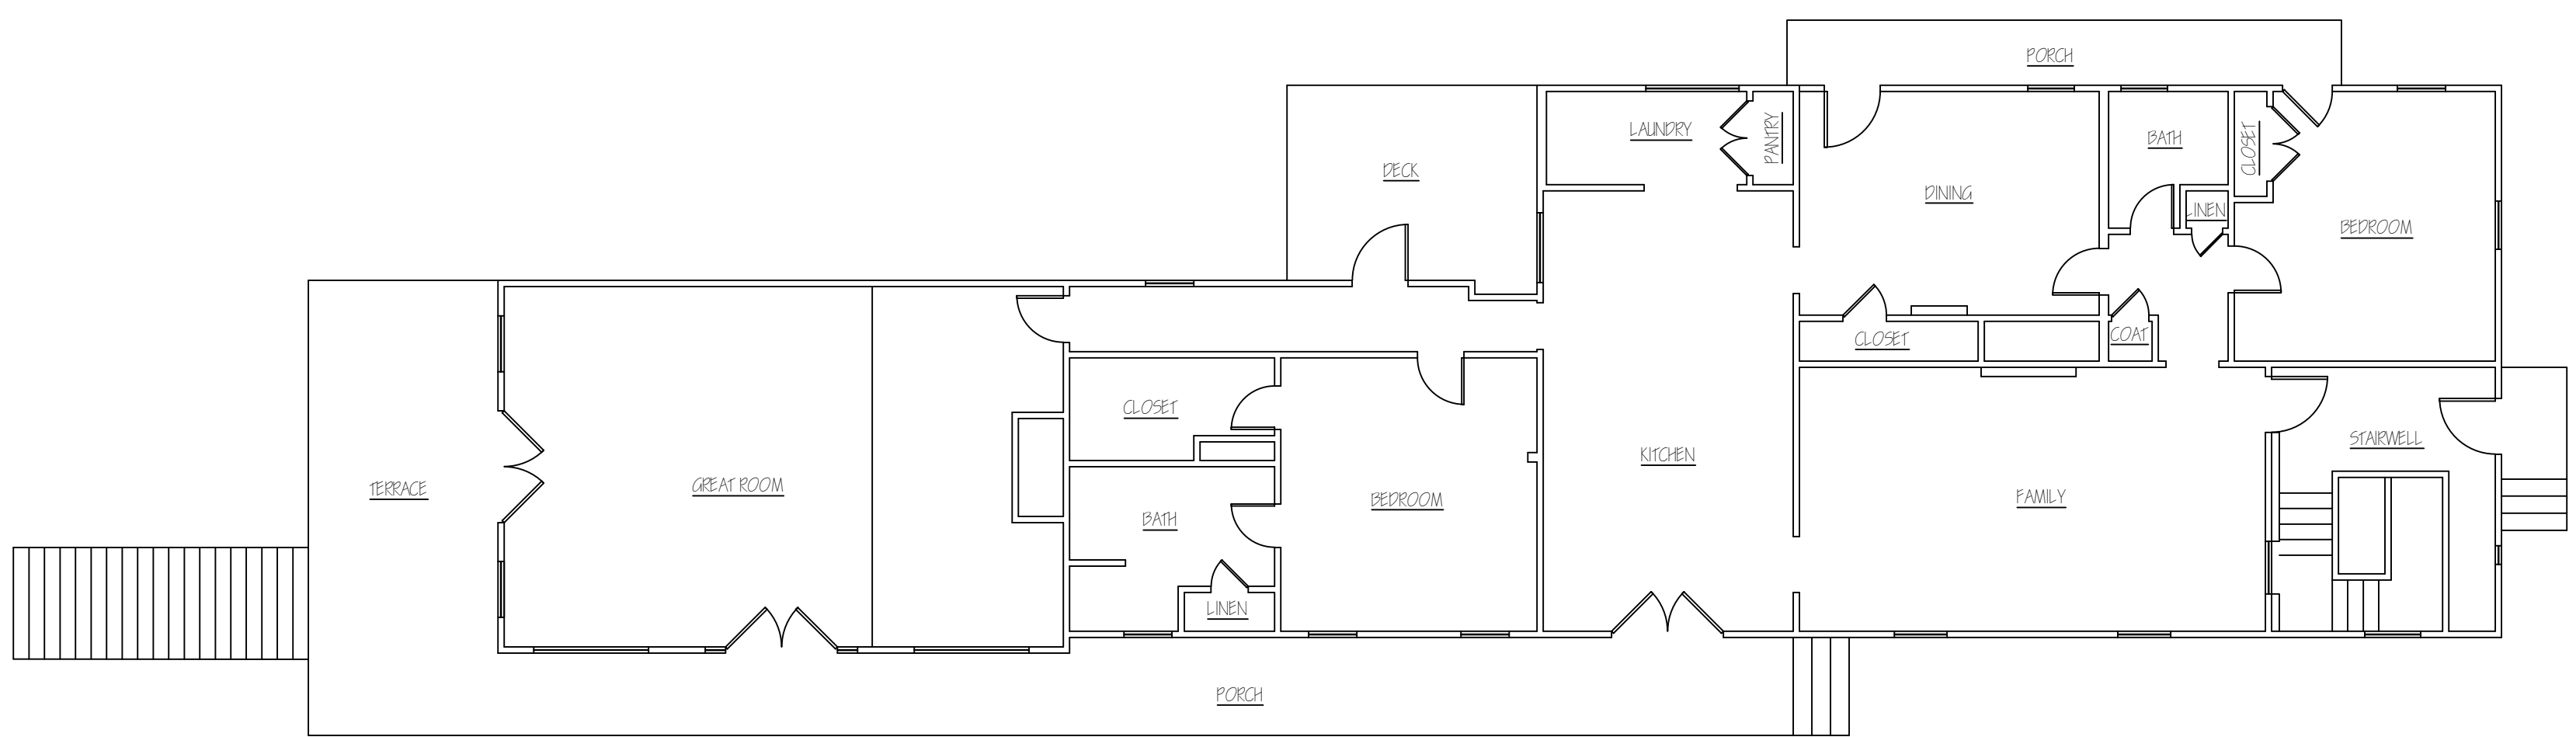 PORCH
LAUNDRY
PANTRY
BATH
CLOSET
DECK
DINING
LINEN
BEDROOM
CLOSET
COAT
CLOSET
STAIRWELL
KITCHEN
TERRACE
GREAT ROOM
BEDROOM
FAMILY
BATH
LINEN
PORCH